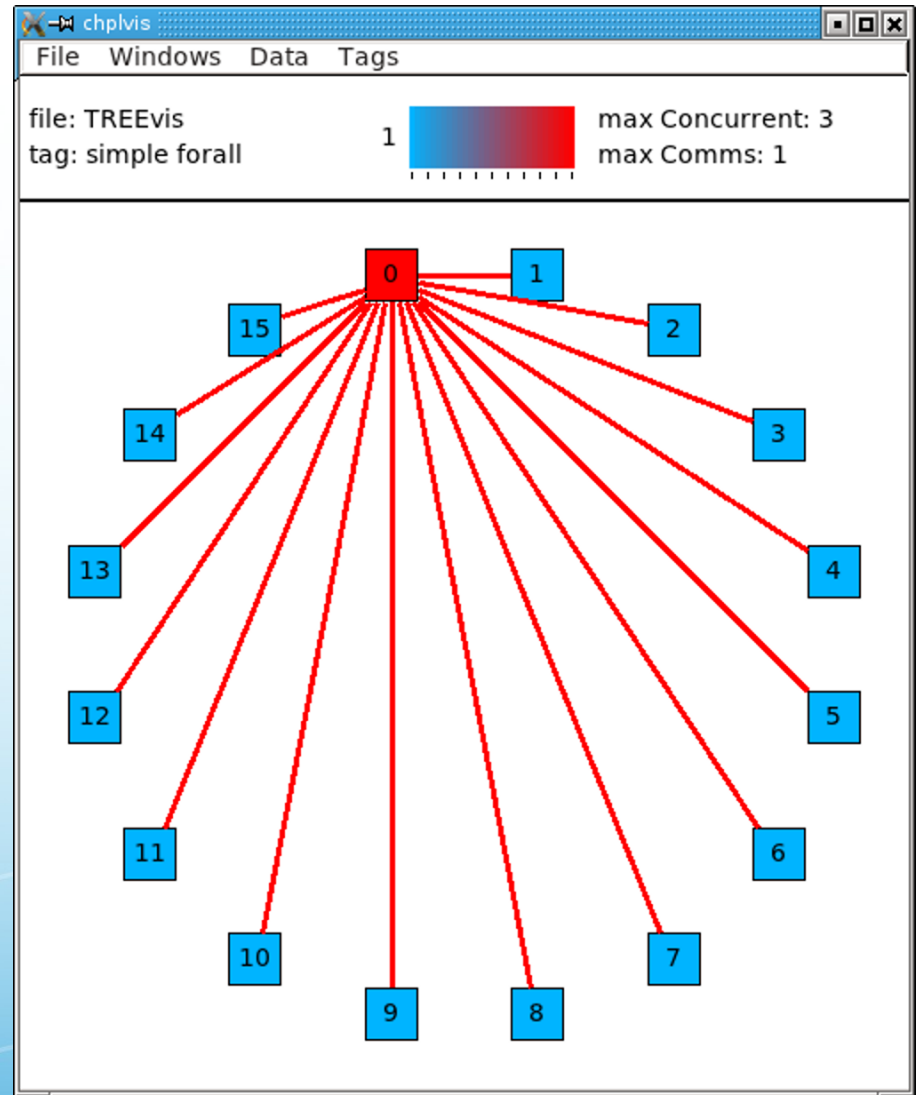 chplvis
File Windows Data Tags
file: TREEvis
tag: simple forall
1
max Concurrent: 3
max Comms: 1
0
1
15
2
14
3
13
4
12
5
11
6
10
7
9
8